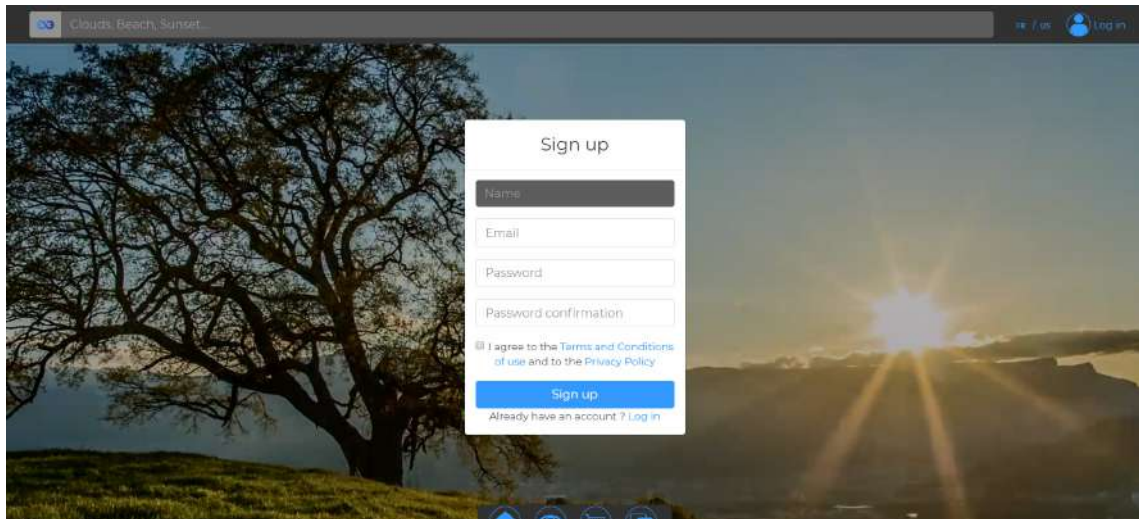 Clouds, Beach, Sunset...
FR / US
Log in
Sign up
Name
Email
Password
Password confirmation
I agree to the Terms and Conditions
of use and to the Privacy Policy
Sign up
Already have an account ? Log in